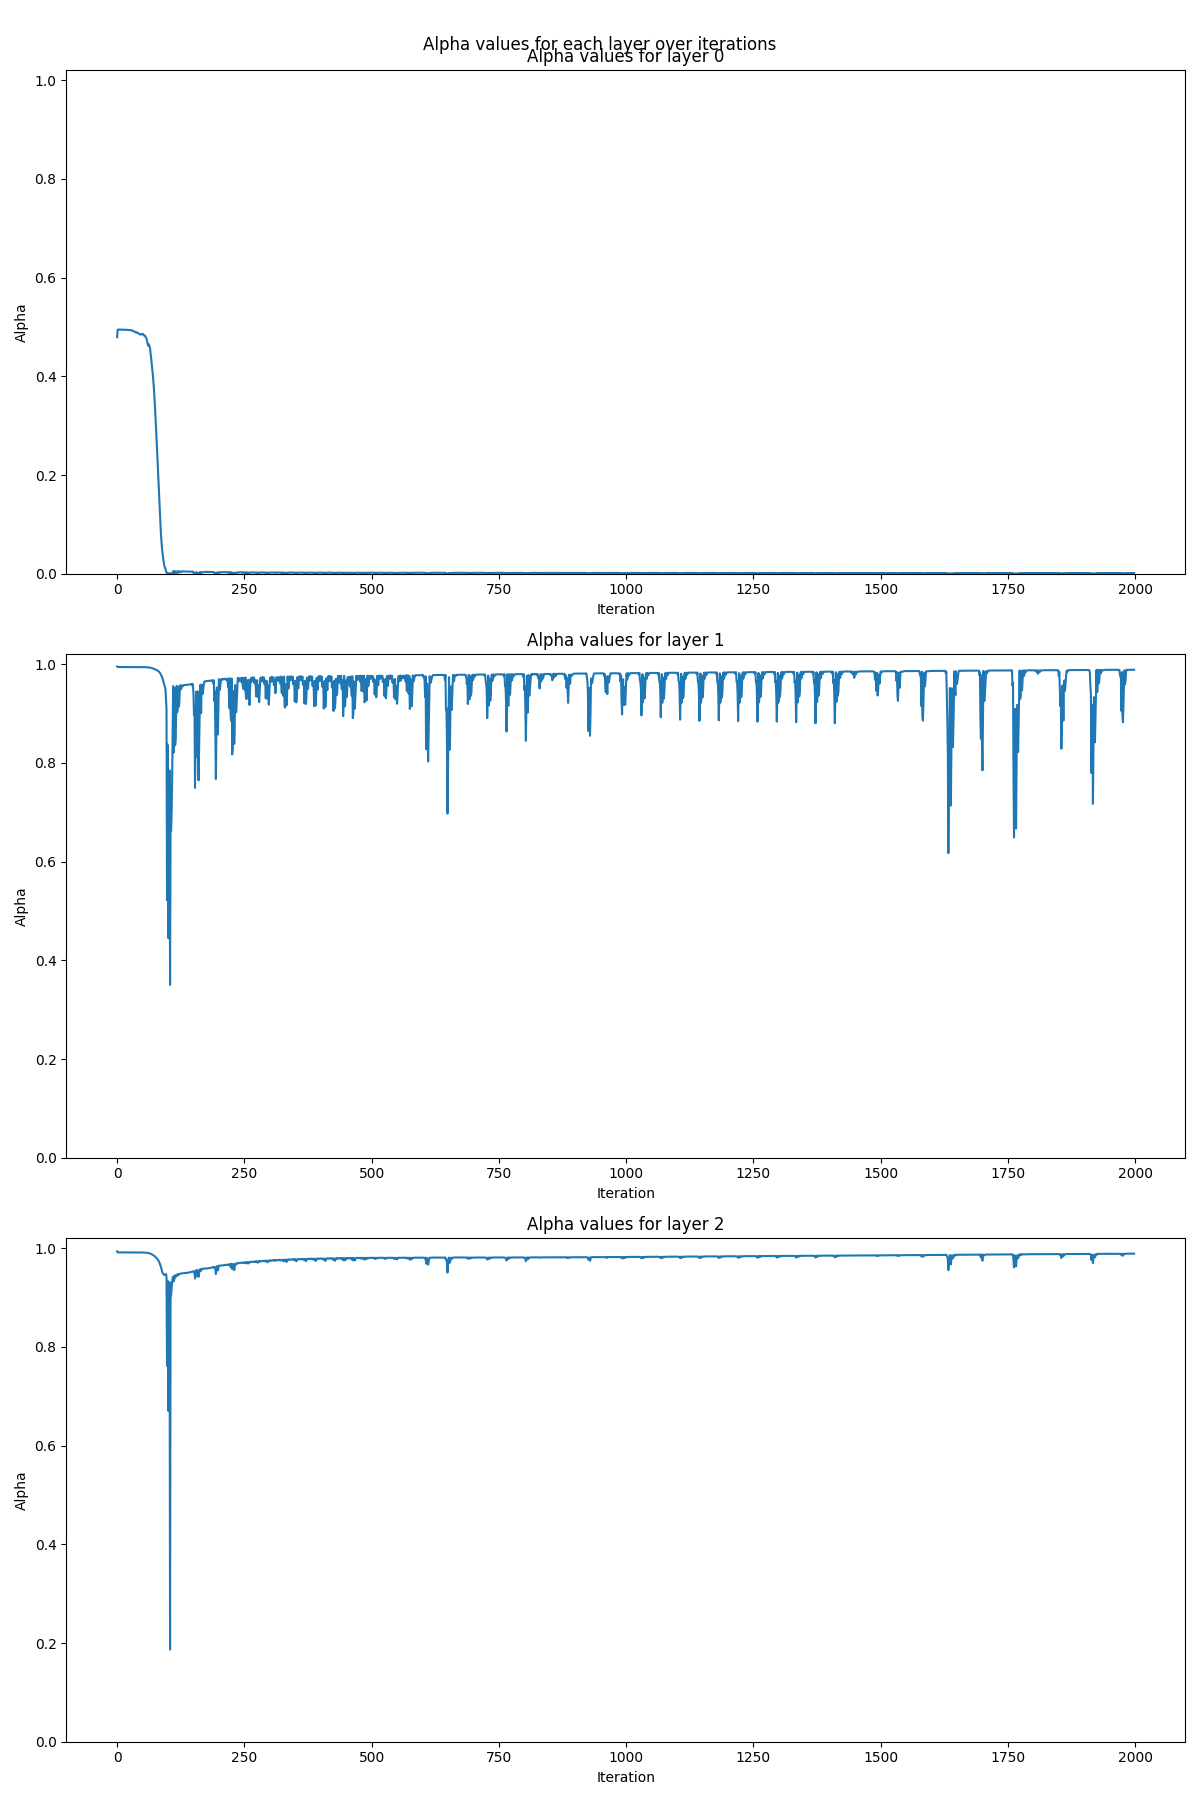 Alpha values for each layer over iterations
Alpha values for layer 0
1.0
0.8
0.6
0.4
0.2
0.0
Alpha
0 250 500 750 1000 1250 1500 1750 2000
Iteration
Alpha values for layer 1
1.0
0.8
0.6
0.4
0.2
0.0
Alpha
0 250 500 750 1000 1250 1500 1750 2000
Iteration
Alpha values for layer 2
1.0
0.8
0.6
0.4
0.2
0.0
Alpha
0 250 500 750 1000 1250 1500 1750 2000
Iteration